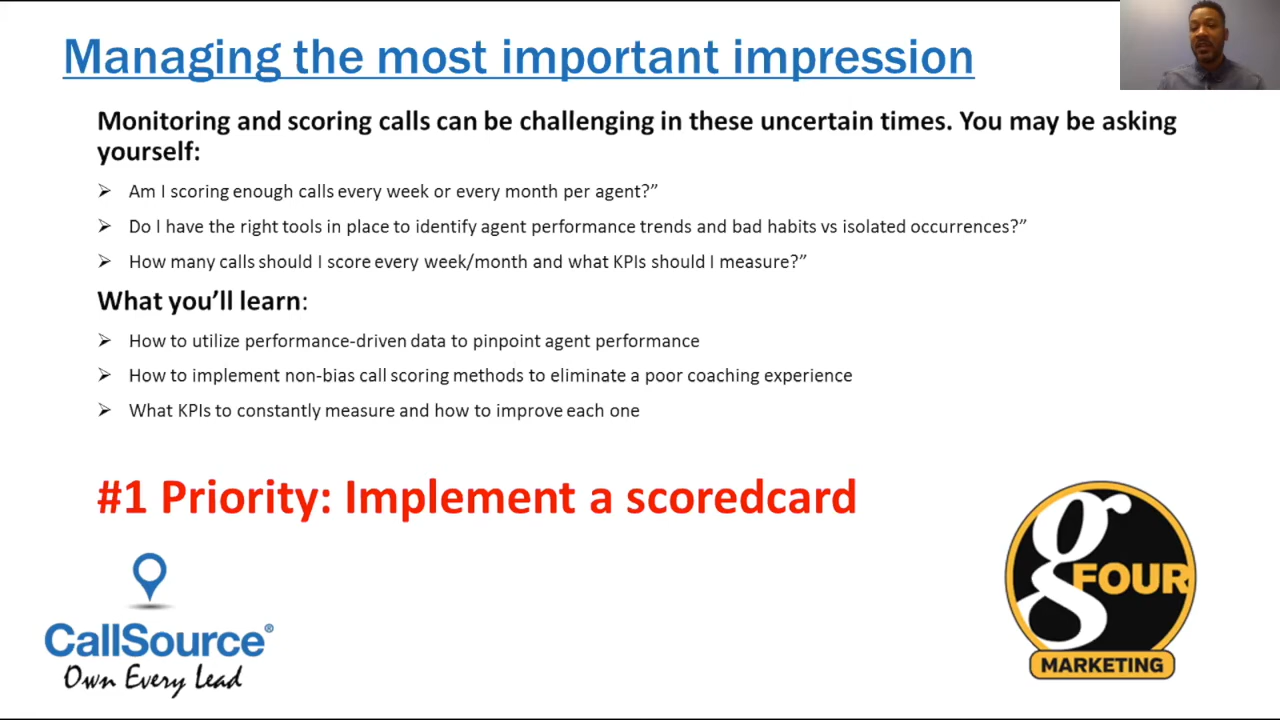 Managing the most important impression
Monitoring and scoring calls can be challenging in these uncertain times. You may be asking
yourself:
➢ Am I scoring enough calls every week or every month per agent?”
➢ Do I have the right tools in place to identify agent performance trends and bad habits vs isolated occurrences?”
➢ How many calls should I score every week/month and what KPIs should I measure?”
What you’ll learn:
➢ How to utilize performance-driven data to pinpoint agent performance
➢ How to implement non-bias call scoring methods to eliminate a poor coaching experience
➢ What KPIs to constantly measure and how to improve each one
#1 Priority: Implement a scoredcard
CallSource®
Own Every Lead
g FOUR
MARKETING